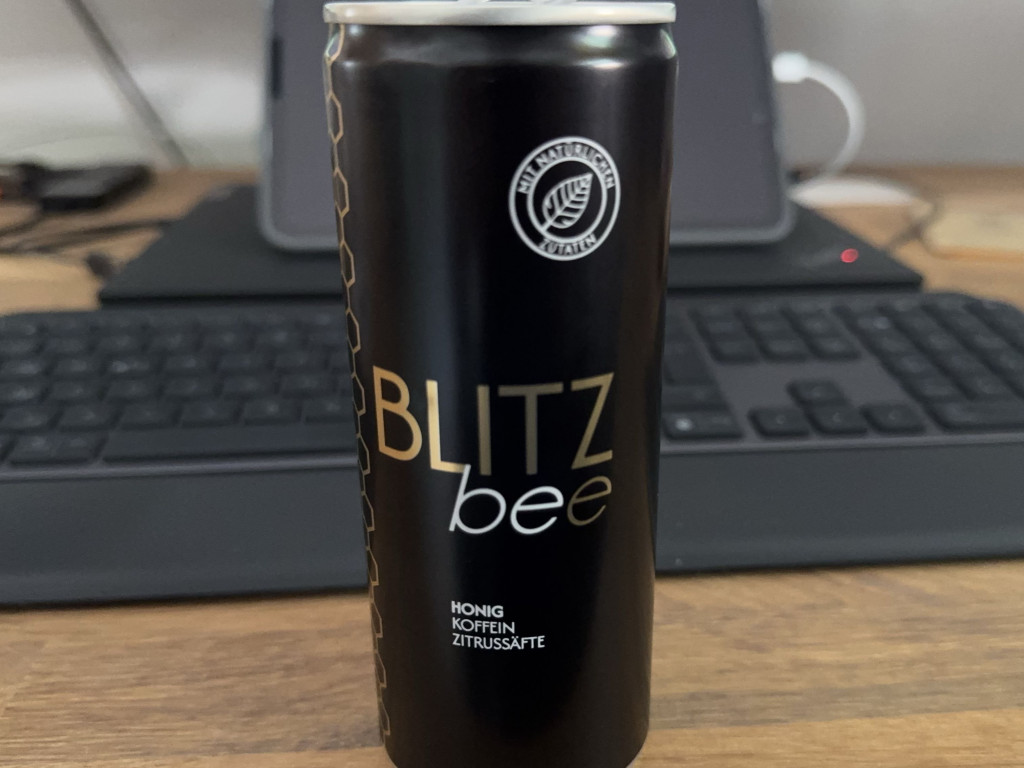 MIT NATÜRLICHEN
ZUTATEN
BLITZ
bee
HONIG
KOFFEIN
ZITRUSSÄFTE